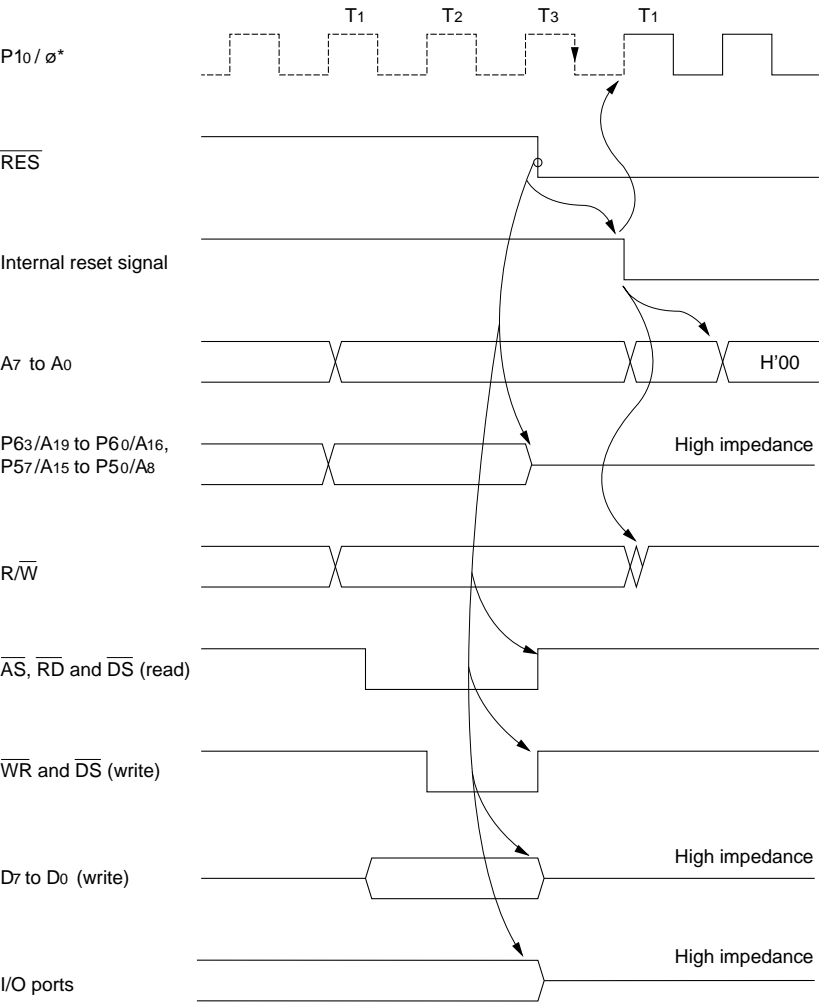 T1 T2 T3 T1
P10 / ø*
RES
Internal reset signal
A7 to A0 H'00
P63/A19 to P60/A16,
P57/A15 to P50/A8
High impedance
R/W
AS, RD and DS (read)
WR and DS (write)
High impedance
D7 to D0 (write)
High impedance
I/O ports